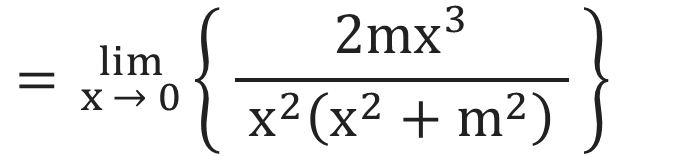 = lim x → 0 { 2mx³ / x²(x² + m²) }